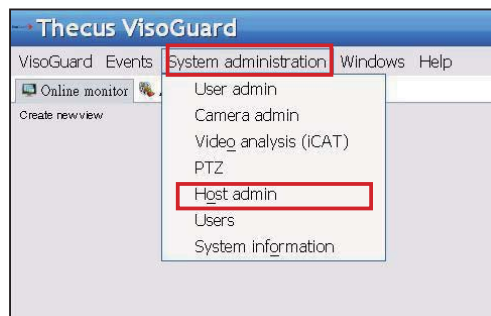 Thecus VisoGuard
VisoGuard Events System administration Windows Help
Online monitor
Create new view
User admin
Camera admin
Video analysis (iCAT)
PTZ
Host admin
Users
System information